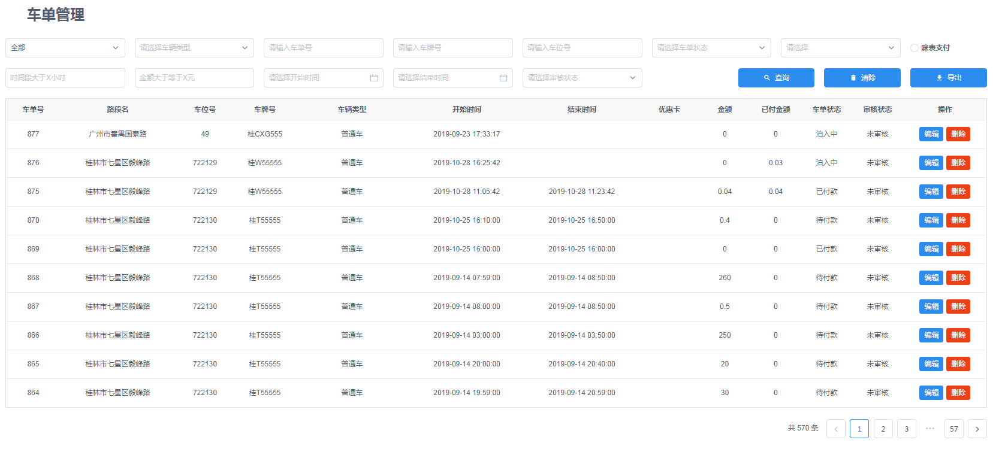 车单管理
全部 请选择车辆类型 请输入车单号 请输入车牌号 请输入车位号 请选择车单状态 请选择 咪表支付
时间段大于X小时 金额大于等于X元 请选择开始时间 请选择结束时间 请选择审核状态 查询 清除 导出
车单号 路段名 车位号 车牌号 车辆类型 开始时间 结束时间 优惠卡 金额 已付金额 车单状态 审核状态 操作
877 广州市番禺国泰路 49 桂CXG555 普通车 2019-09-23 17:33:17 0 0 泊入中 未审核 编辑 删除
876 桂林市七星区毅峰路 722129 桂W55555 普通车 2019-10-28 16:25:42 0 0.03 泊入中 未审核 编辑 删除
875 桂林市七星区毅峰路 722129 桂W55555 普通车 2019-10-28 11:05:42 2019-10-28 11:23:42 0.04 0.04 已付款 未审核 编辑 删除
870 桂林市七星区毅峰路 722130 桂T55555 普通车 2019-10-25 16:10:00 2019-10-25 16:50:00 0.4 0 待付款 未审核 编辑 删除
869 桂林市七星区毅峰路 722130 桂T55555 普通车 2019-10-25 16:00:00 2019-10-25 16:00:00 0 0 已付款 未审核 编辑 删除
868 桂林市七星区毅峰路 722130 桂T55555 普通车 2019-09-14 07:59:00 2019-09-14 08:50:00 260 0 待付款 未审核 编辑 删除
867 桂林市七星区毅峰路 722130 桂T55555 普通车 2019-09-14 08:00:00 2019-09-14 08:50:00 0.5 0 待付款 未审核 编辑 删除
866 桂林市七星区毅峰路 722130 桂T55555 普通车 2019-09-14 03:00:00 2019-09-14 03:50:00 250 0 待付款 未审核 编辑 删除
865 桂林市七星区毅峰路 722130 桂T55555 普通车 2019-09-14 20:00:00 2019-09-14 20:40:00 20 0 待付款 未审核 编辑 删除
864 桂林市七星区毅峰路 722130 桂T55555 普通车 2019-09-14 19:59:00 2019-09-14 20:59:00 30 0 待付款 未审核 编辑 删除
共 570 条 1 2 3 ••• 57